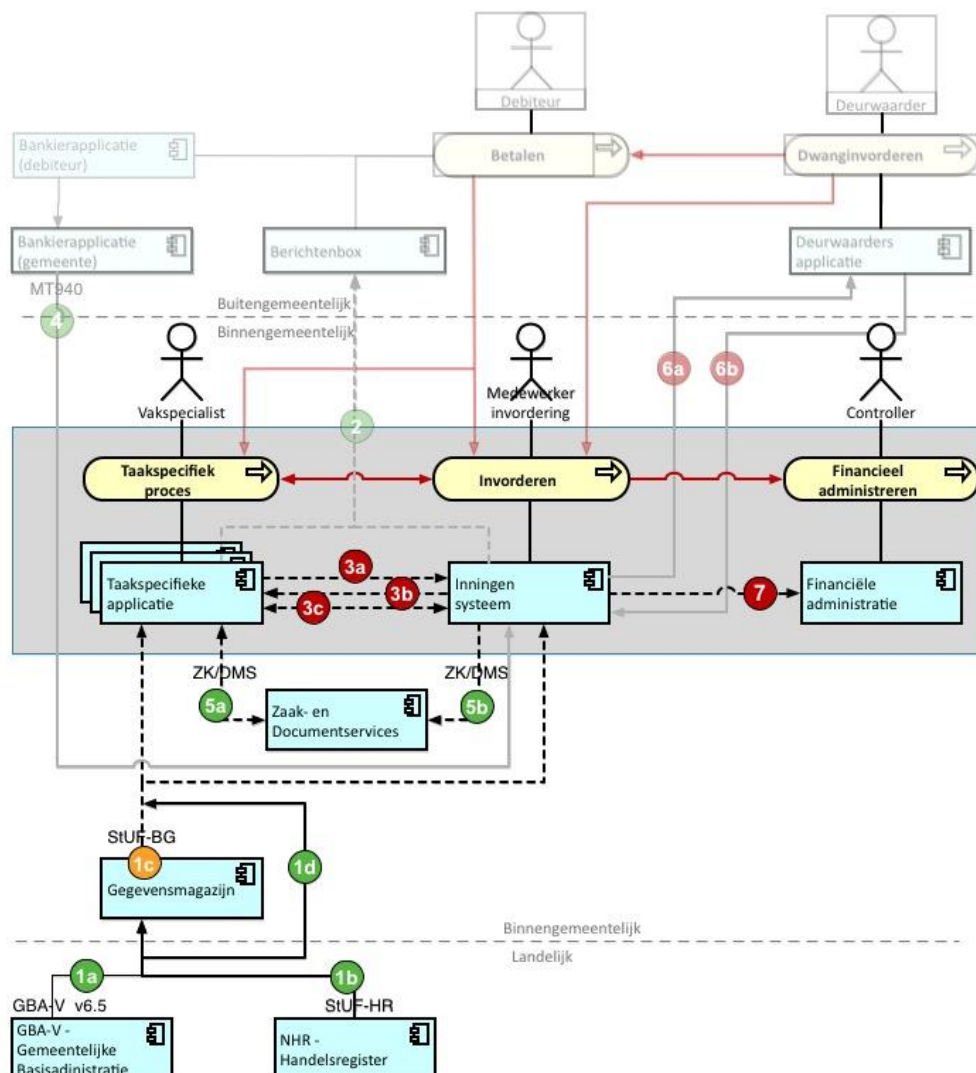 Debiteur
Deurwaarder
Bankierapplicatie
(debiteur)
Betalen
Dwanginvorderen
Bankierapplicatie
(gemeente)
Berichtenbox
Deurwaarders
applicatie
MT940
Buitengemeentelijk
4
Binnengemeentelijk
6a
6b
Vakspecialist
Medewerker
invordering
Controller
2
Taakspecifiek
proces
Invorderen
Financieel
administreren
3a
Taakspecifieke
applicatie
3b
3c
Inningen
systeem
7
Financiële
administratie
ZK/DMS
ZK/DMS
5a
5b
Zaak- en
Documentservices
StUF-BG
1c
1d
Gegevensmagazijn
Binnengemeentelijk
Landelijk
1a
1b
GBA-V v6.5
StUF-HR
GBA-V -
Gemeentelijke
Basisadinistratie
NHR -
Handelsregister